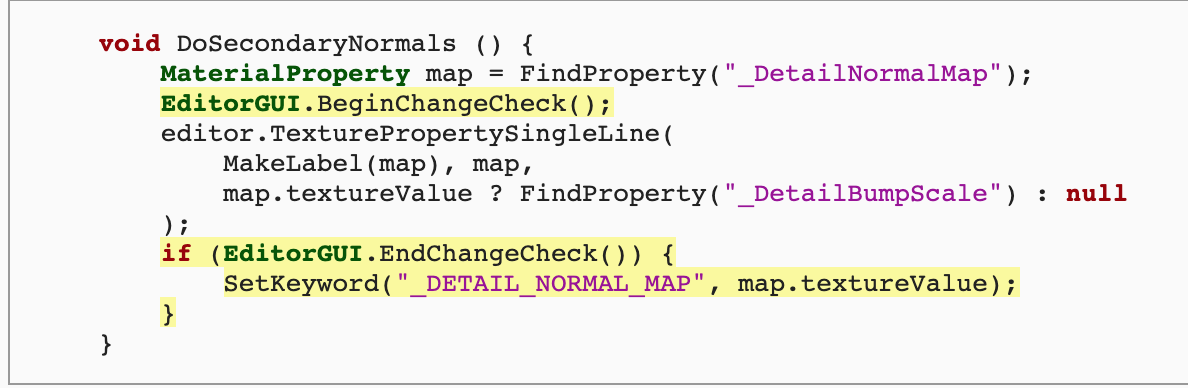 void DoSecondaryNormals () {
    MaterialProperty map = FindProperty("_DetailNormalMap");
    EditorGUI.BeginChangeCheck();
    editor.TexturePropertySingleLine(
        MakeLabel(map), map,
        map.textureValue ? FindProperty("_DetailBumpScale") : null
    );
    if (EditorGUI.EndChangeCheck()) {
        SetKeyword("_DETAIL_NORMAL_MAP", map.textureValue);
    }
}